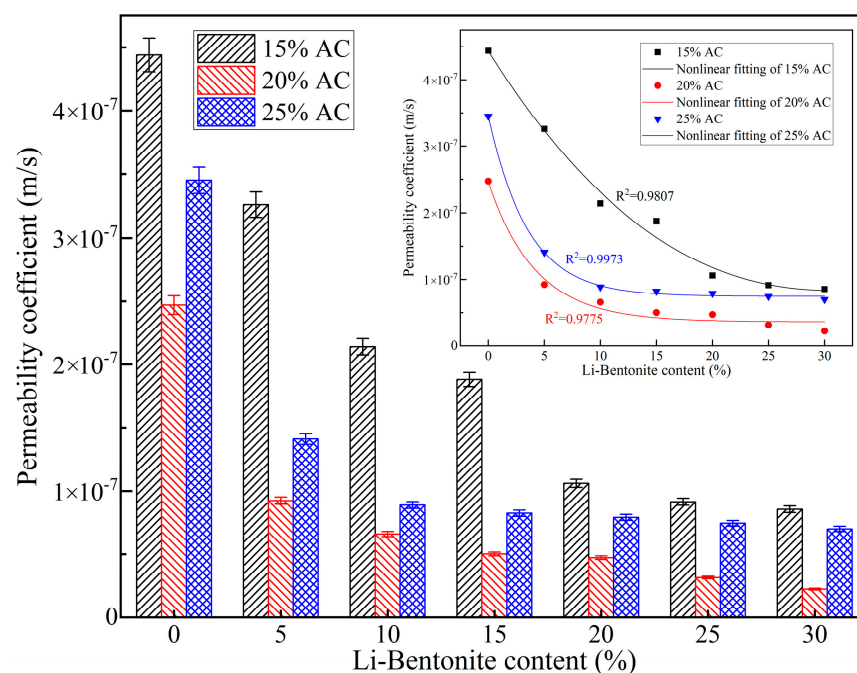 15% AC
20% AC
25% AC
Permeability coefficient (m/s)
4×10⁻⁷
3×10⁻⁷
2×10⁻⁷
1×10⁻⁷
0
0 5 10 15 20 25 30
Li-Bentonite content (%)
15% AC
Nonlinear fitting of 15% AC
20% AC
Nonlinear fitting of 20% AC
25% AC
Nonlinear fitting of 25% AC
Permeability coefficient (m/s)
4×10⁻⁷
3×10⁻⁷
2×10⁻⁷
1×10⁻⁷
0
R²=0.9807
R²=0.9973
R²=0.9775
0 5 10 15 20 25 30
Li-Bentonite content (%)